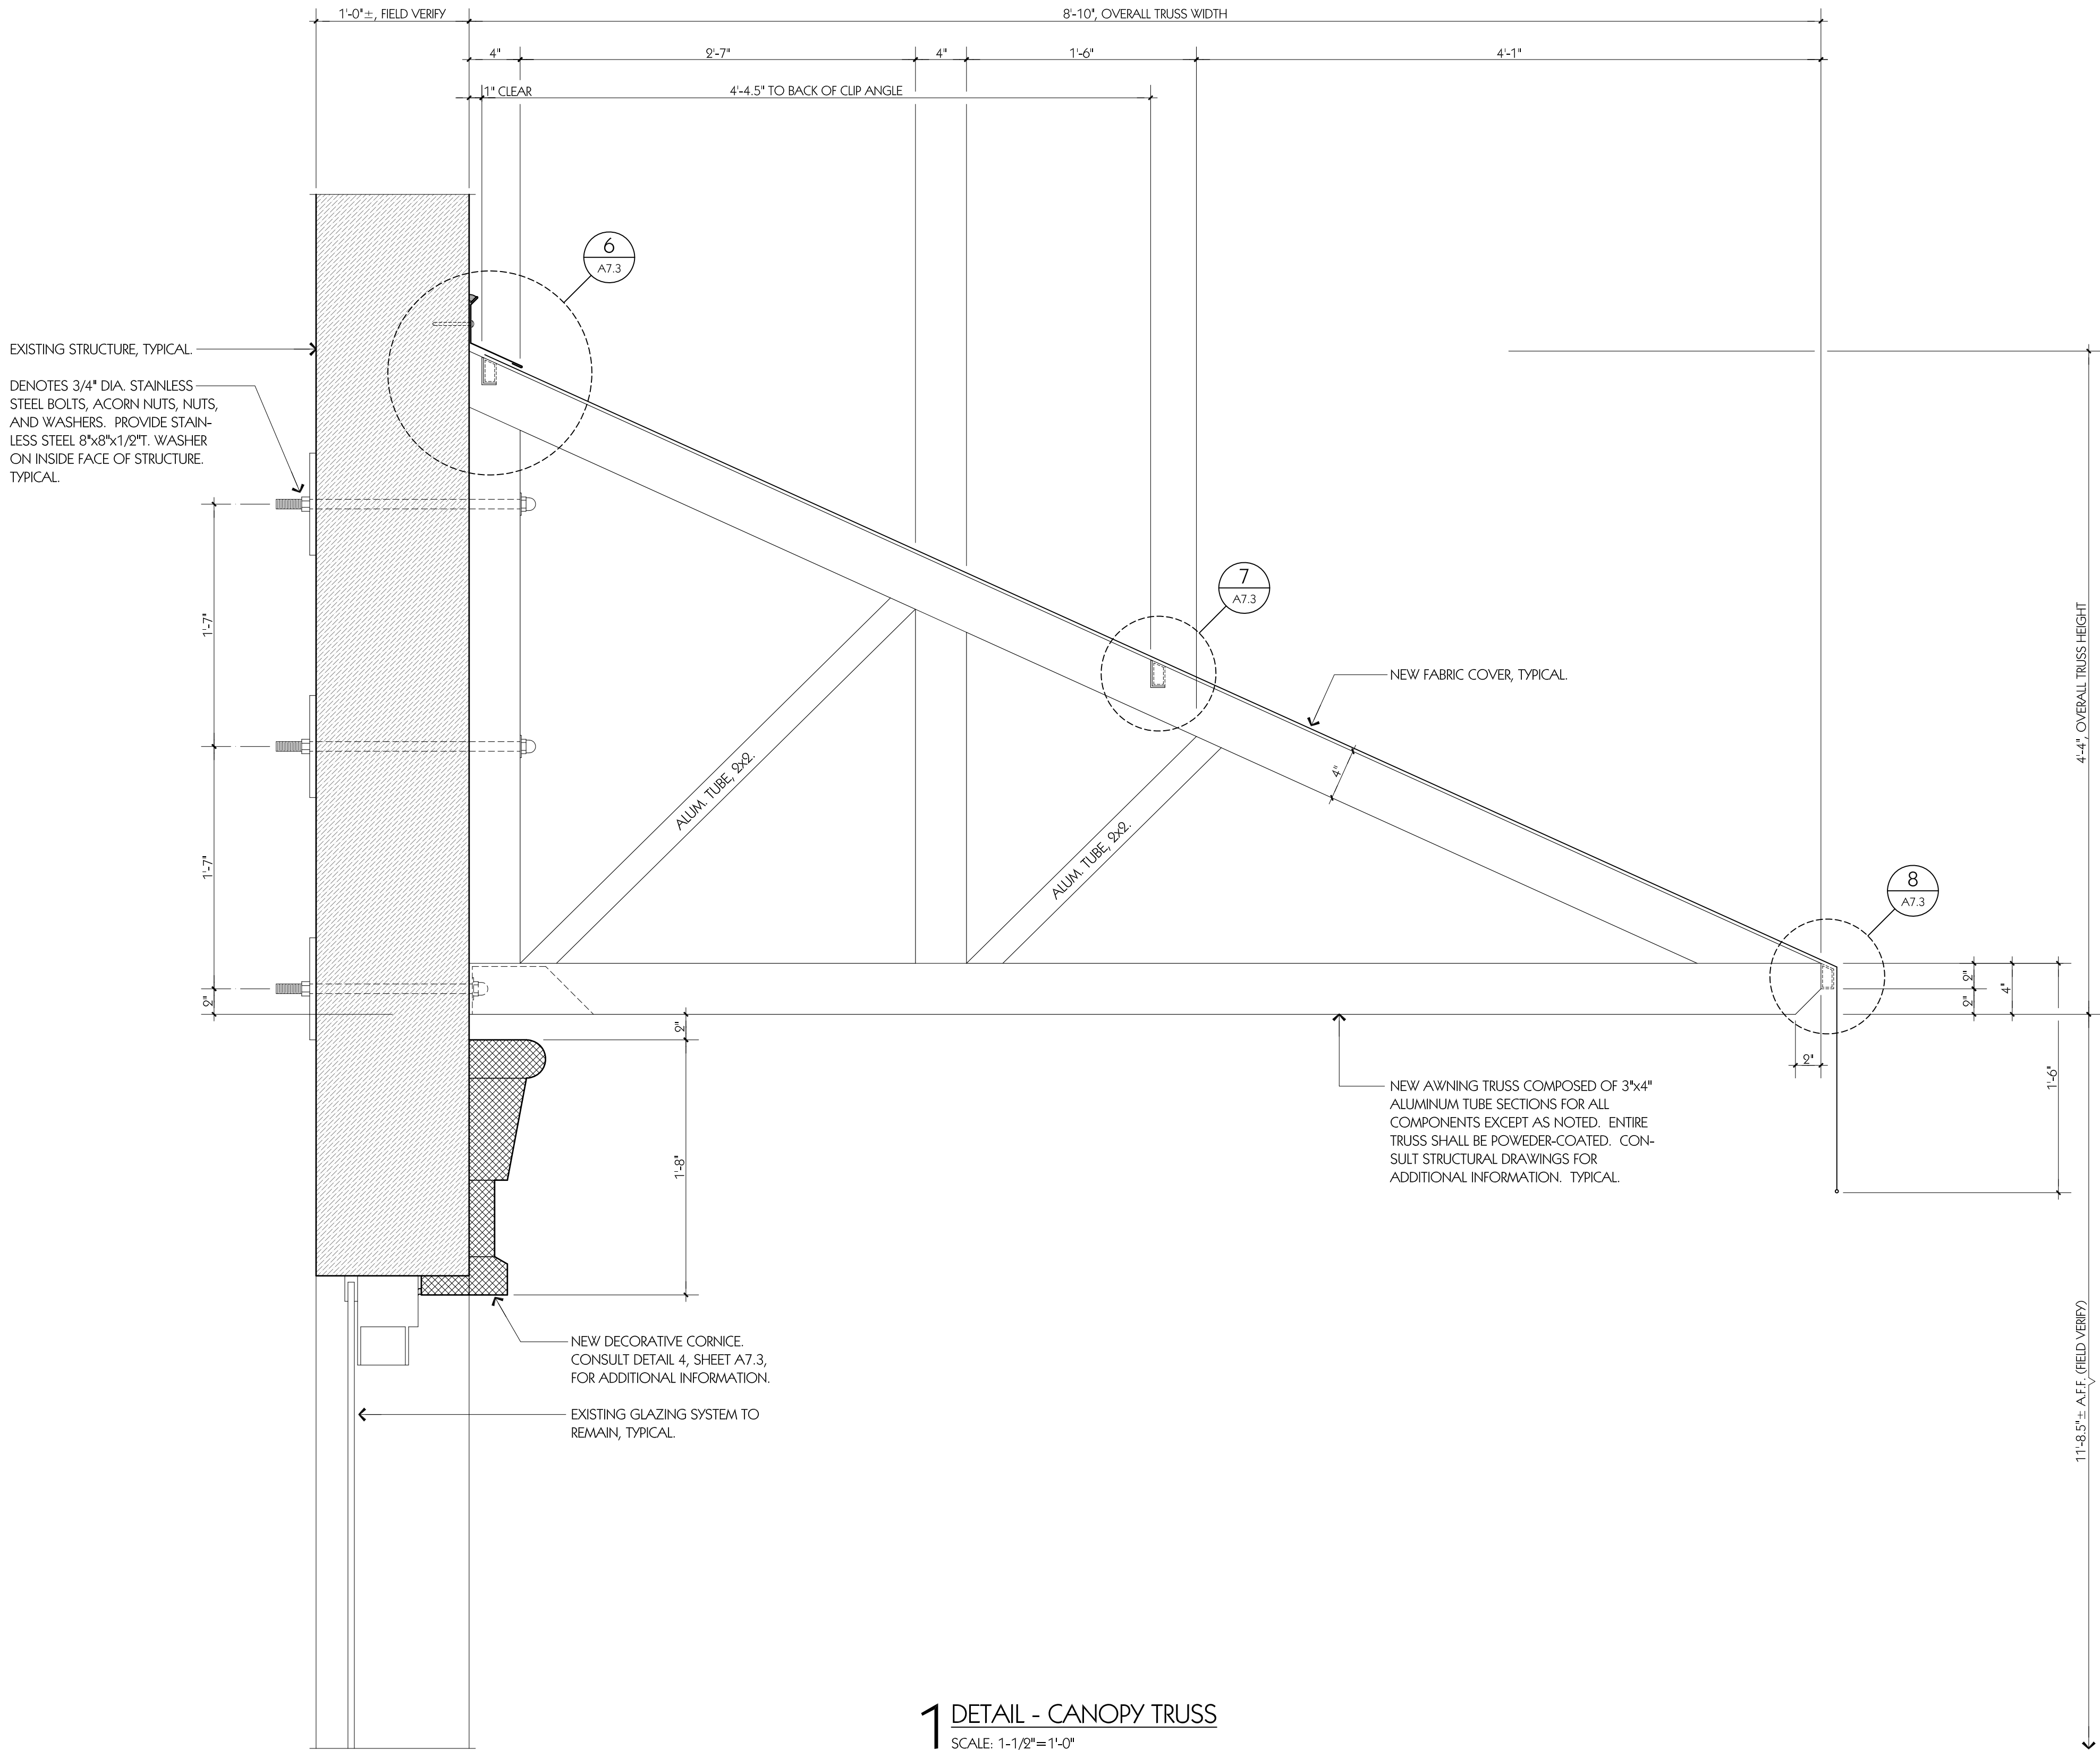 1'-0"±, FIELD VERIFY
8'-10", OVERALL TRUSS WIDTH
4"
2'-7"
4"
1'-6"
4'-1"
1" CLEAR
4'-4.5" TO BACK OF CLIP ANGLE
6
A7.3
EXISTING STRUCTURE, TYPICAL.
DENOTES 3/4" DIA. STAINLESS
STEEL BOLTS, ACORN NUTS, NUTS,
AND WASHERS. PROVIDE STAIN-
LESS STEEL 8"x8"x1/2"T. WASHER
ON INSIDE FACE OF STRUCTURE.
TYPICAL.
7
A7.3
1'-7"
NEW FABRIC COVER, TYPICAL.
4'-4", OVERALL TRUSS HEIGHT
4"
ALUM. TUBE, 2x2.
ALUM. TUBE, 2x2.
1'-7"
8
A7.3
2"
2"
2"
4"
2"
2"
1'-6"
1'-8"
NEW AWNING TRUSS COMPOSED OF 3"x4"
ALUMINUM TUBE SECTIONS FOR ALL
COMPONENTS EXCEPT AS NOTED. ENTIRE
TRUSS SHALL BE POWEDER-COATED. CON-
SULT STRUCTURAL DRAWINGS FOR
ADDITIONAL INFORMATION. TYPICAL.
NEW DECORATIVE CORNICE.
CONSULT DETAIL 4, SHEET A7.3,
FOR ADDITIONAL INFORMATION.
11'-8.5"± A.F.F. (FIELD VERIFY)
EXISTING GLAZING SYSTEM TO
REMAIN, TYPICAL.
1 DETAIL - CANOPY TRUSS
SCALE: 1-1/2"=1'-0"